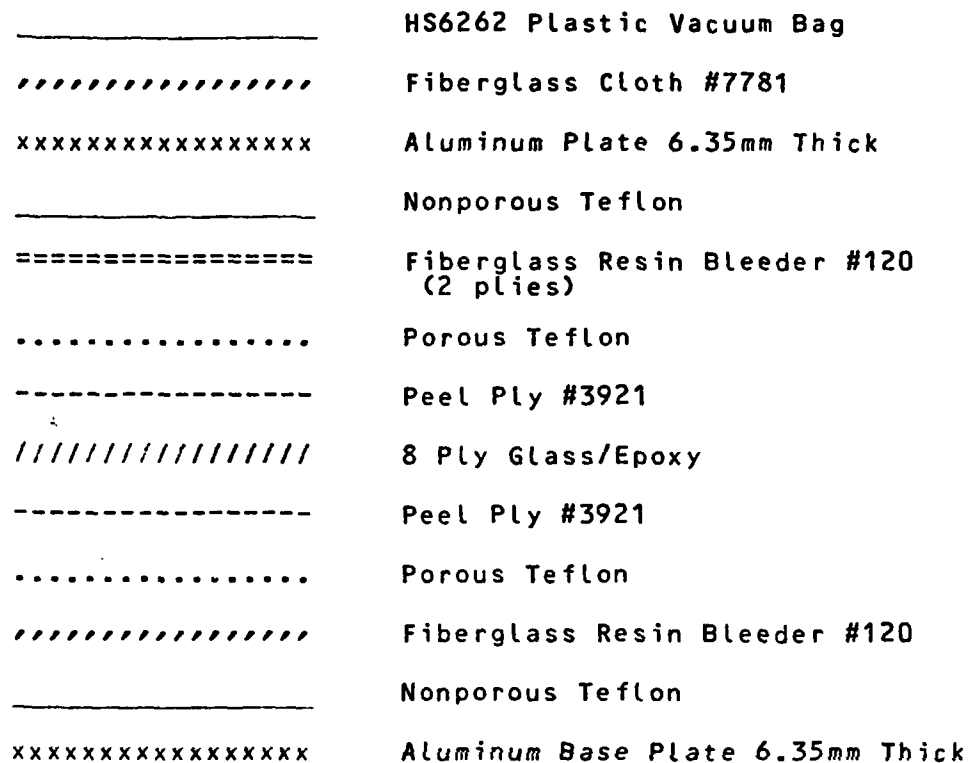 HS6262 Plastic Vacuum Bag
Fiberglass Cloth #7781
xxxxxxxxxxxxxxxxx Aluminum Plate 6.35mm Thick
Nonporous Teflon
================= Fiberglass Resin Bleeder #120
(2 plies)
................. Porous Teflon
----------------- Peel Ply #3921
///////////////// 8 Ply Glass/Epoxy
----------------- Peel Ply #3921
................. Porous Teflon
Fiberglass Resin Bleeder #120
Nonporous Teflon
xxxxxxxxxxxxxxxxx Aluminum Base Plate 6.35mm Thick